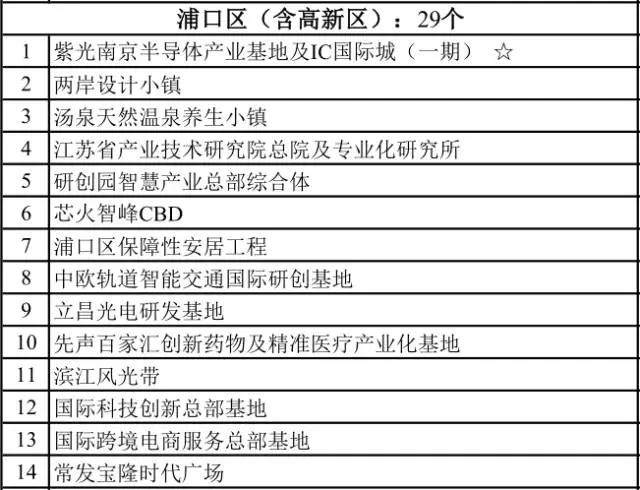 浦口区（含高新区）：29个
1 紫光南京半导体产业基地及IC国际城（一期） ☆
2 两岸设计小镇
3 汤泉天然温泉养生小镇
4 江苏省产业技术研究院总院及专业化研究所
5 研创园智慧产业总部综合体
6 芯火智峰CBD
7 浦口区保障性安居工程
8 中欧轨道智能交通国际研创基地
9 立昌光电研发基地
10 先声百家汇创新药物及精准医疗产业化基地
11 滨江风光带
12 国际科技创新总部基地
13 国际跨境电商服务总部基地
14 常发宝隆时代广场